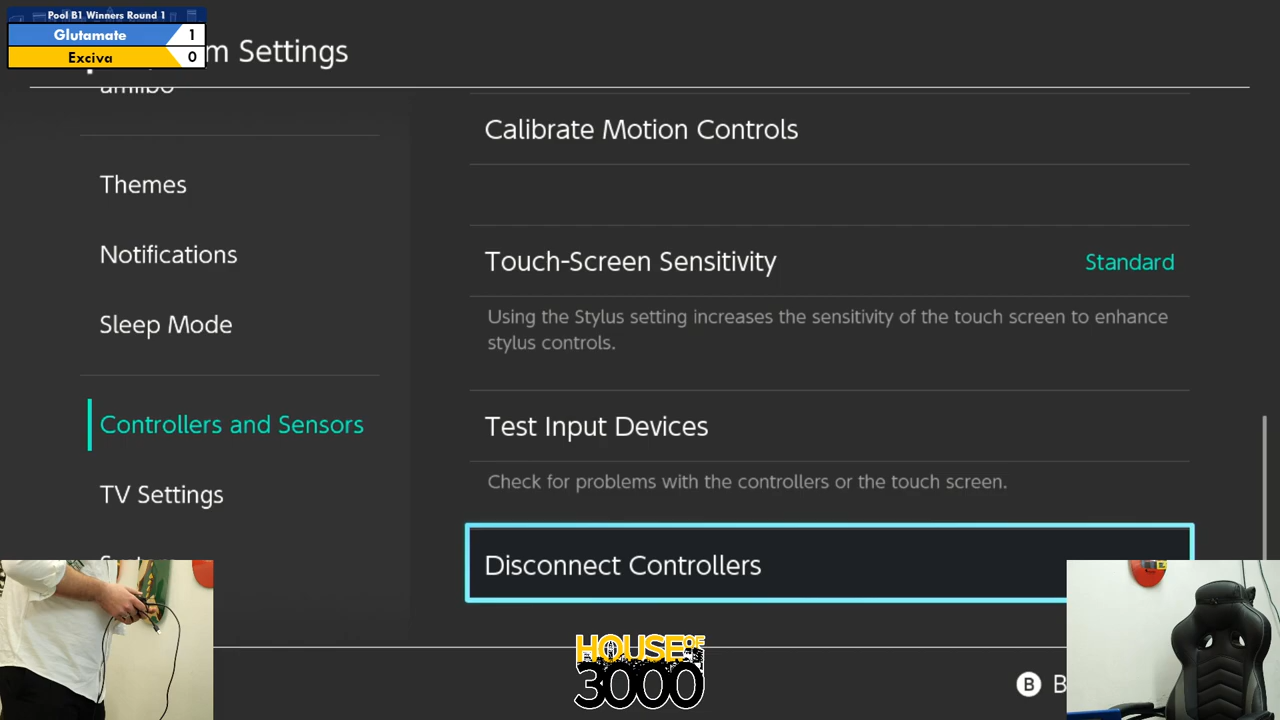 Pool B1 Winners Round 1
Glutamate 1
Exciva 0
m Settings
amiibo
Themes
Notifications
Sleep Mode
Controllers and Sensors
TV Settings
Calibrate Motion Controls
Touch-Screen Sensitivity Standard
Using the Stylus setting increases the sensitivity of the touch screen to enhance
stylus controls.
Test Input Devices
Check for problems with the controllers or the touch screen.
Disconnect Controllers
HOUSE OF
3000
B B